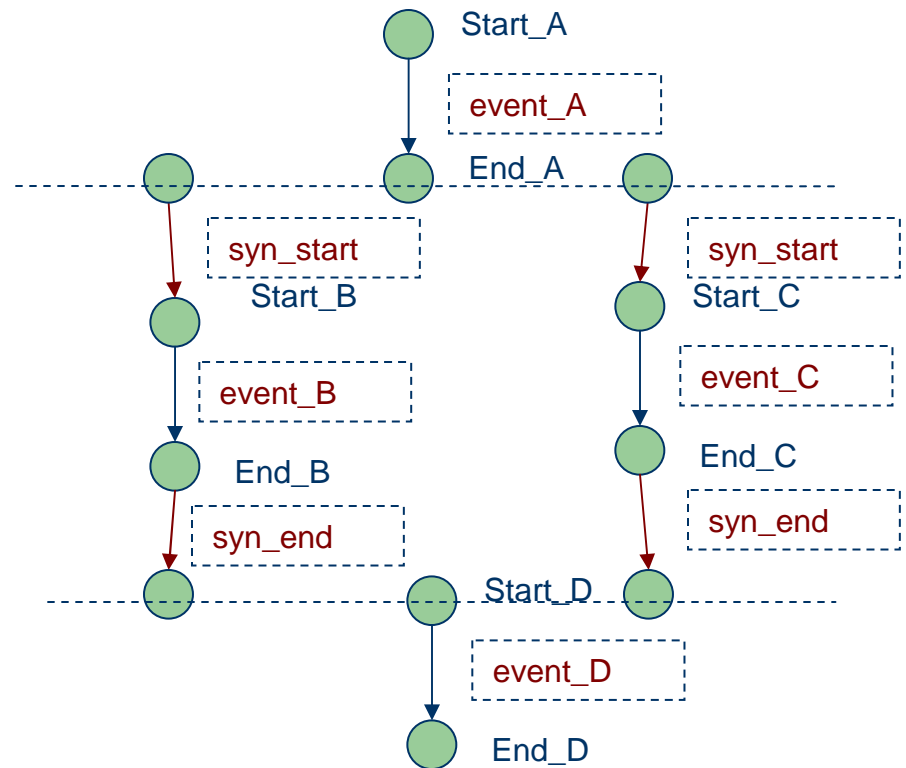 Start_A
event_A
End_A
syn_start
syn_start
Start_B
Start_C
event_B
event_C
End_B
End_C
syn_end
syn_end
Start_D
event_D
End_D